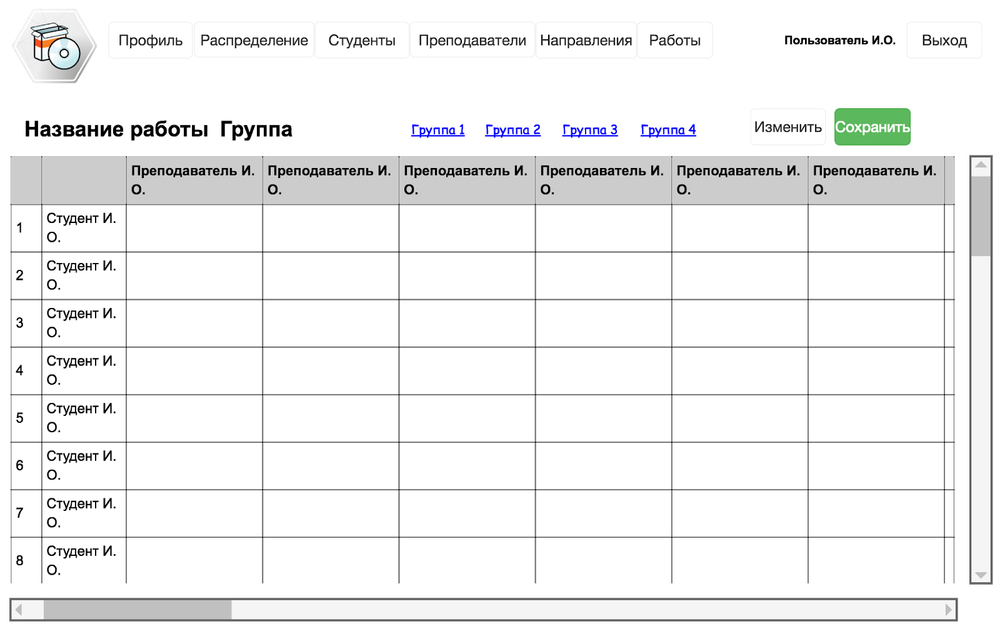 Профиль Распределение Студенты Преподаватели Направления Работы Пользователь И.О. Выход
Название работы Группа Группа 1 Группа 2 Группа 3 Группа 4 Изменить Сохранить
Преподаватель И. Преподаватель И. Преподаватель И. Преподаватель И. Преподаватель И. Преподаватель И.
О. О. О. О. О. О.
1 Студент И.
О.
2 Студент И.
О.
3 Студент И.
О.
4 Студент И.
О.
5 Студент И.
О.
6 Студент И.
О.
7 Студент И.
О.
8 Студент И.
О.